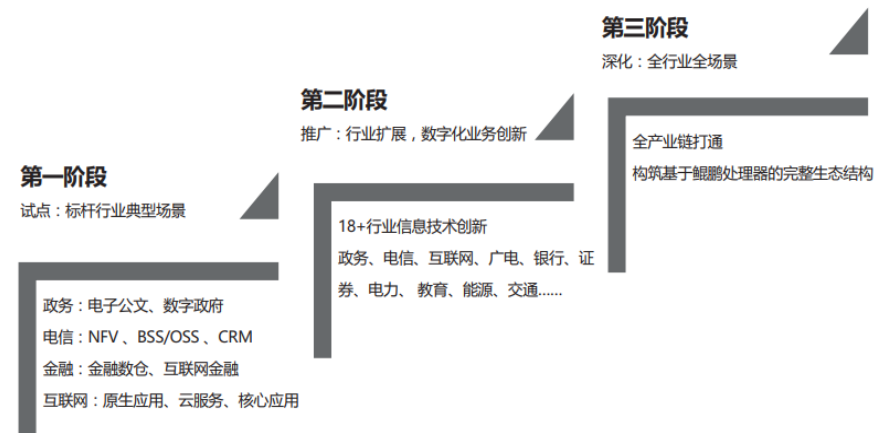 第一阶段
试点：标杆行业典型场景
政务：电子公文、数字政府
电信：NFV 、BSS/OSS 、CRM
金融：金融数仓、互联网金融
互联网：原生应用、云服务、核心应用
第二阶段
推广：行业扩展，数字化业务创新
18+行业信息技术创新
政务、电信、互联网、广电、银行、证
券、电力、 教育、能源、交通......
第三阶段
深化：全行业全场景
全产业链打通
构筑基于鲲鹏处理器的完整生态结构